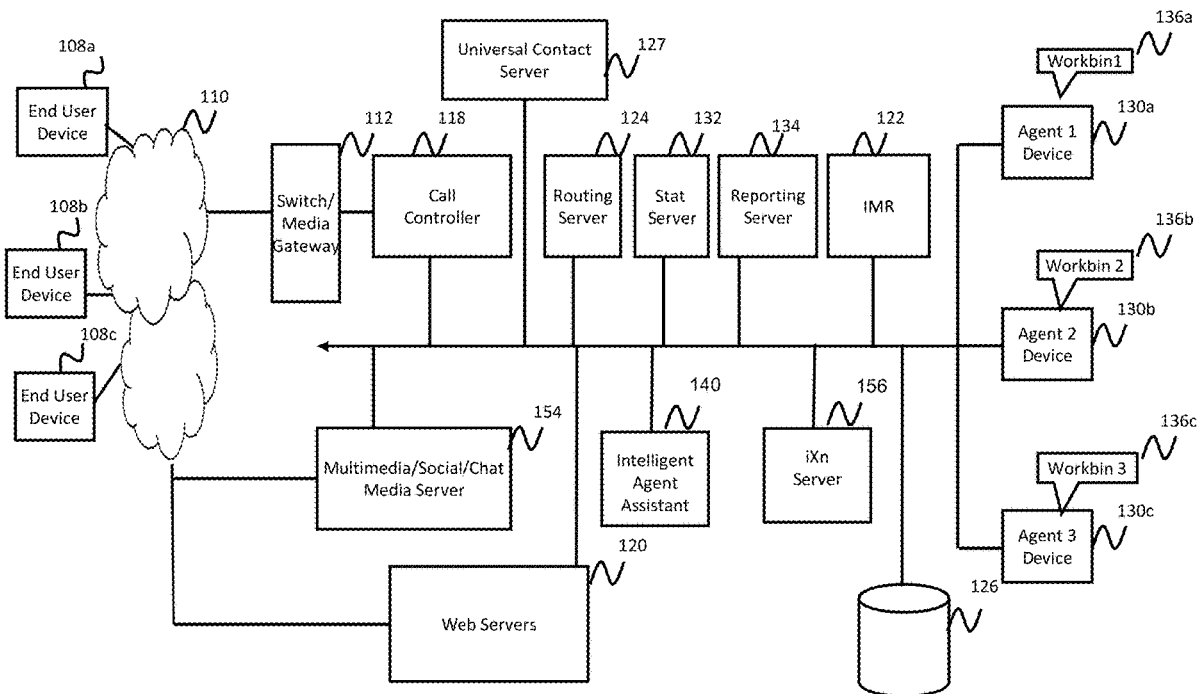 136a
108a
Universal Contact
Server
127
Workbin1
110
End User
Device
112
118
124
132
134
122
130a
Agent 1
Device
Switch/
Media
Gateway
Call
Controller
Routing
Server
Stat
Server
Reporting
Server
IMR
108b
136b
End User
Device
Workbin 2
130b
Agent 2
Device
108c
End User
Device
140
156
154
136c
Multimedia/Social/Chat
Media Server
Intelligent
Agent
Assistant
iXn
Server
Workbin 3
130c
Agent 3
Device
120
126
Web Servers